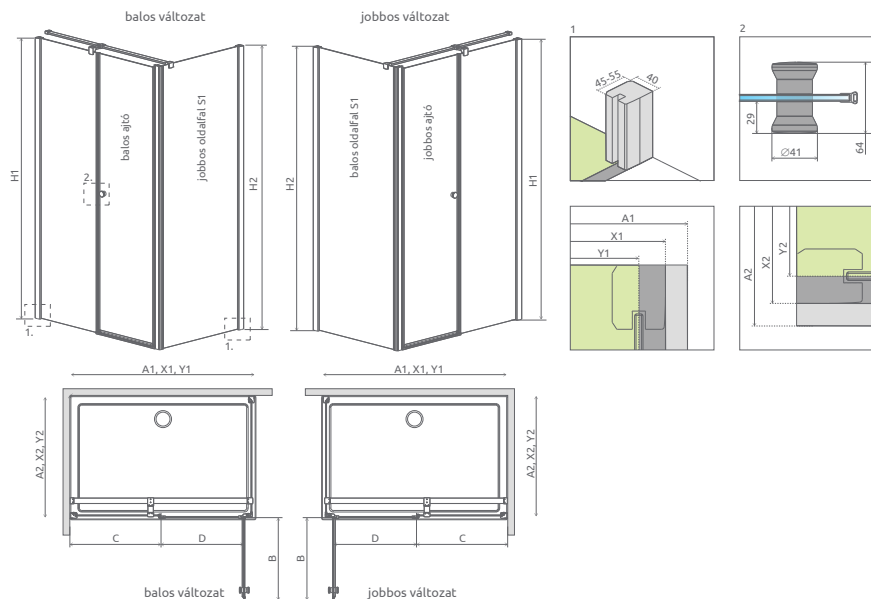 balos változat
jobbos változat
H1
2.
balos ajtó
jobbos oldalfal S1
H2
1.
1.
H2
balos oldalfal S1
jobbos ajtó
H1
1
45-55
40
2
29
Ø41
64
A1
X1
Y1
A2
X2
Y2
A1, X1, Y1
A2, X2, Y2
C
D
B
balos változat
A1, X1, Y1
A2, X2, Y2
D
C
B
jobbos változat